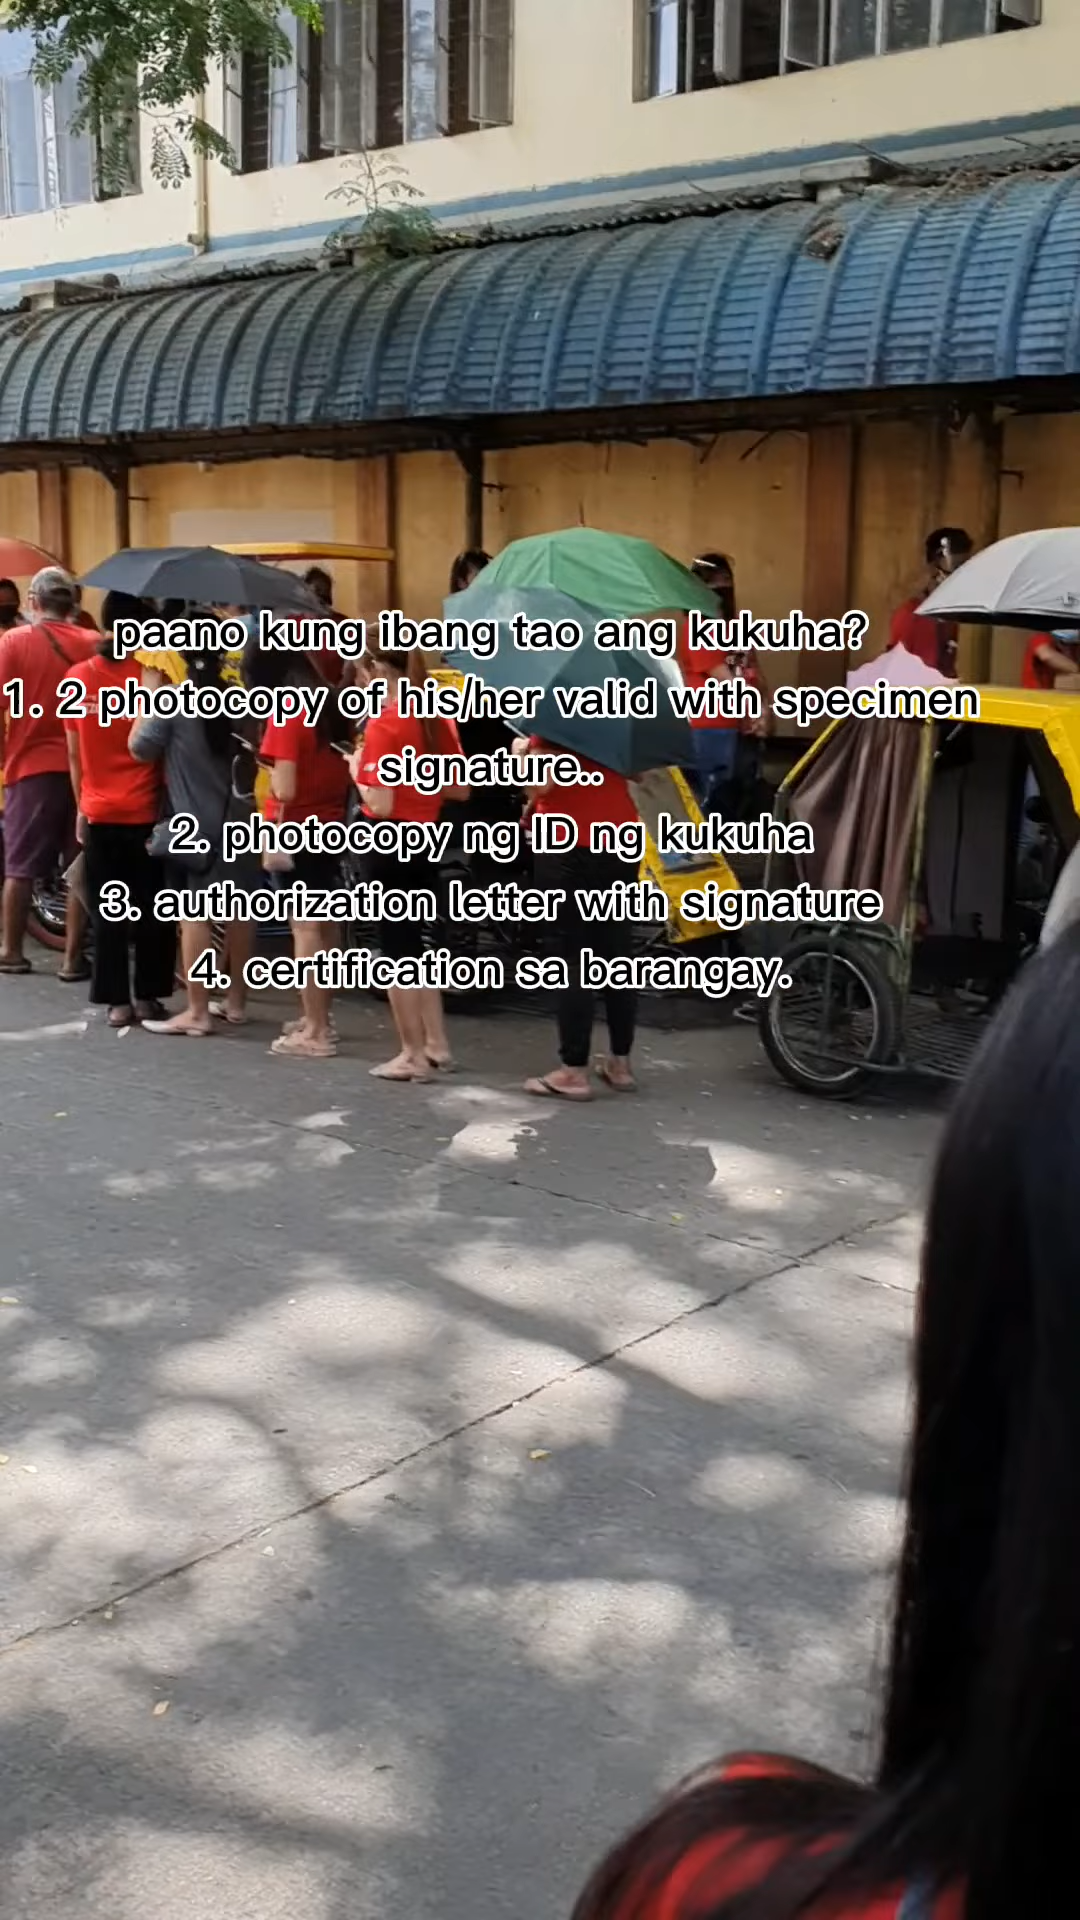 paano kung ibang tao ang kukuha?
1. 2 photocopy of his/her valid with specimen
signature..
2. photocopy ng ID ng kukuha
3. authorization letter with signature
4. certification sa barangay.